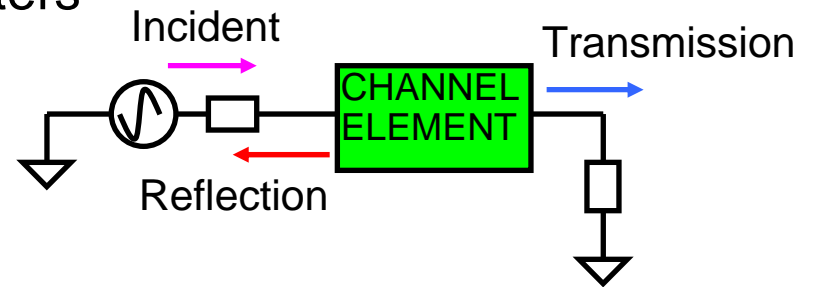 Incident
Transmission
CHANNEL
ELEMENT
Reflection